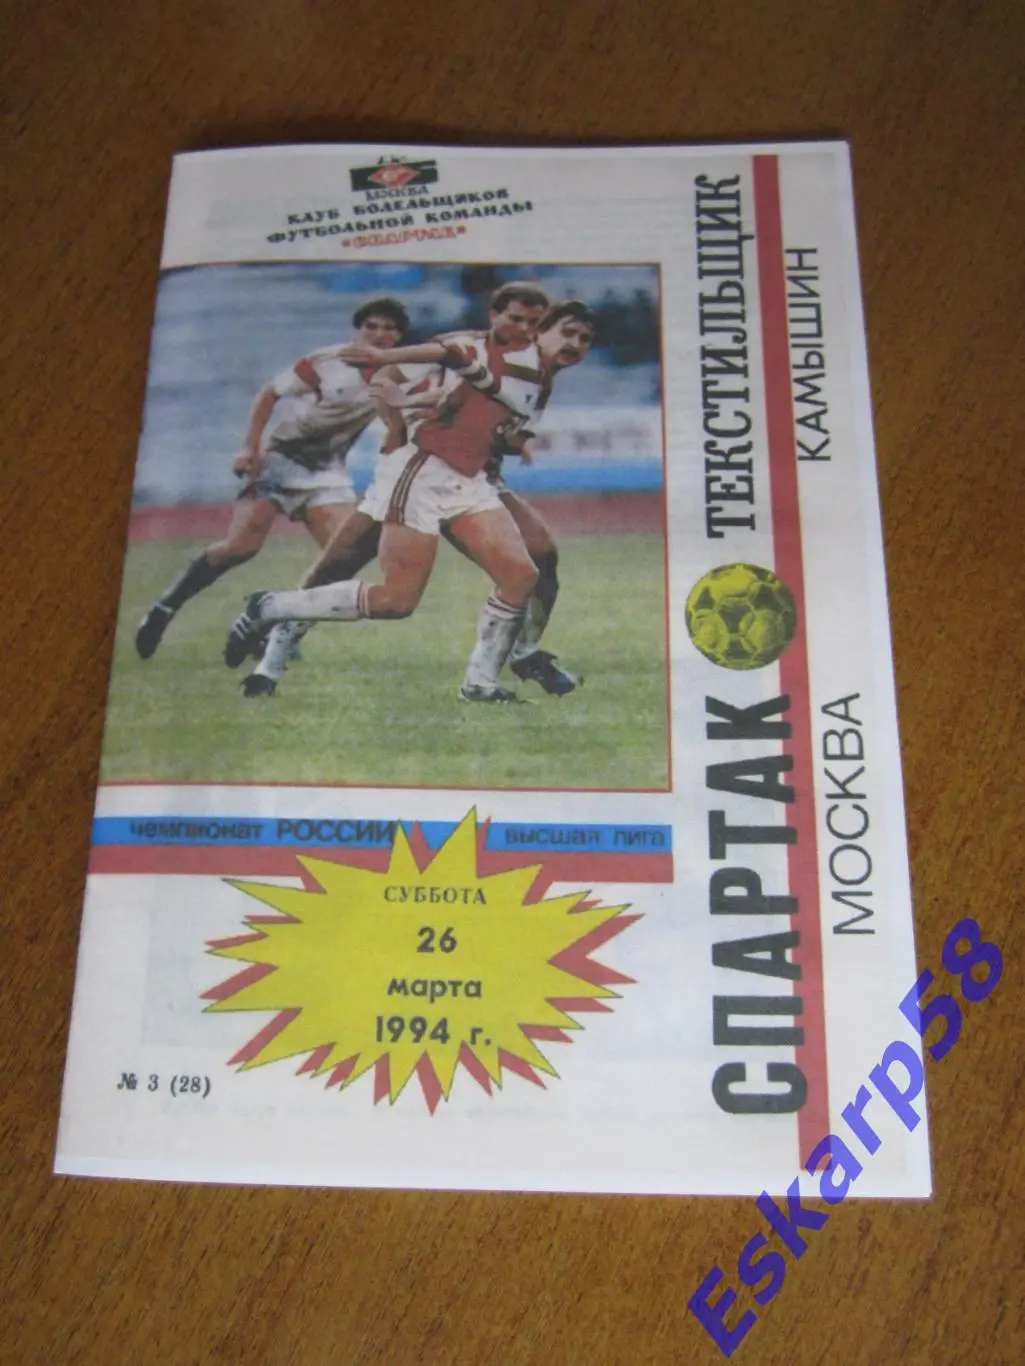 МОСКВА
КЛУБ БОЛЕЛЬЩИКОВ
ФУТБОЛЬНОЙ КОМАНДЫ
«СПАРТАК»
СПАРТАК ТЕКСТИЛЬЩИК
МОСКВА КАМЫШИН
чемпионат РОССИИ высшая лига
СУББОТА
26
марта
1994 г.
№ 3 (28)
Eskarp58